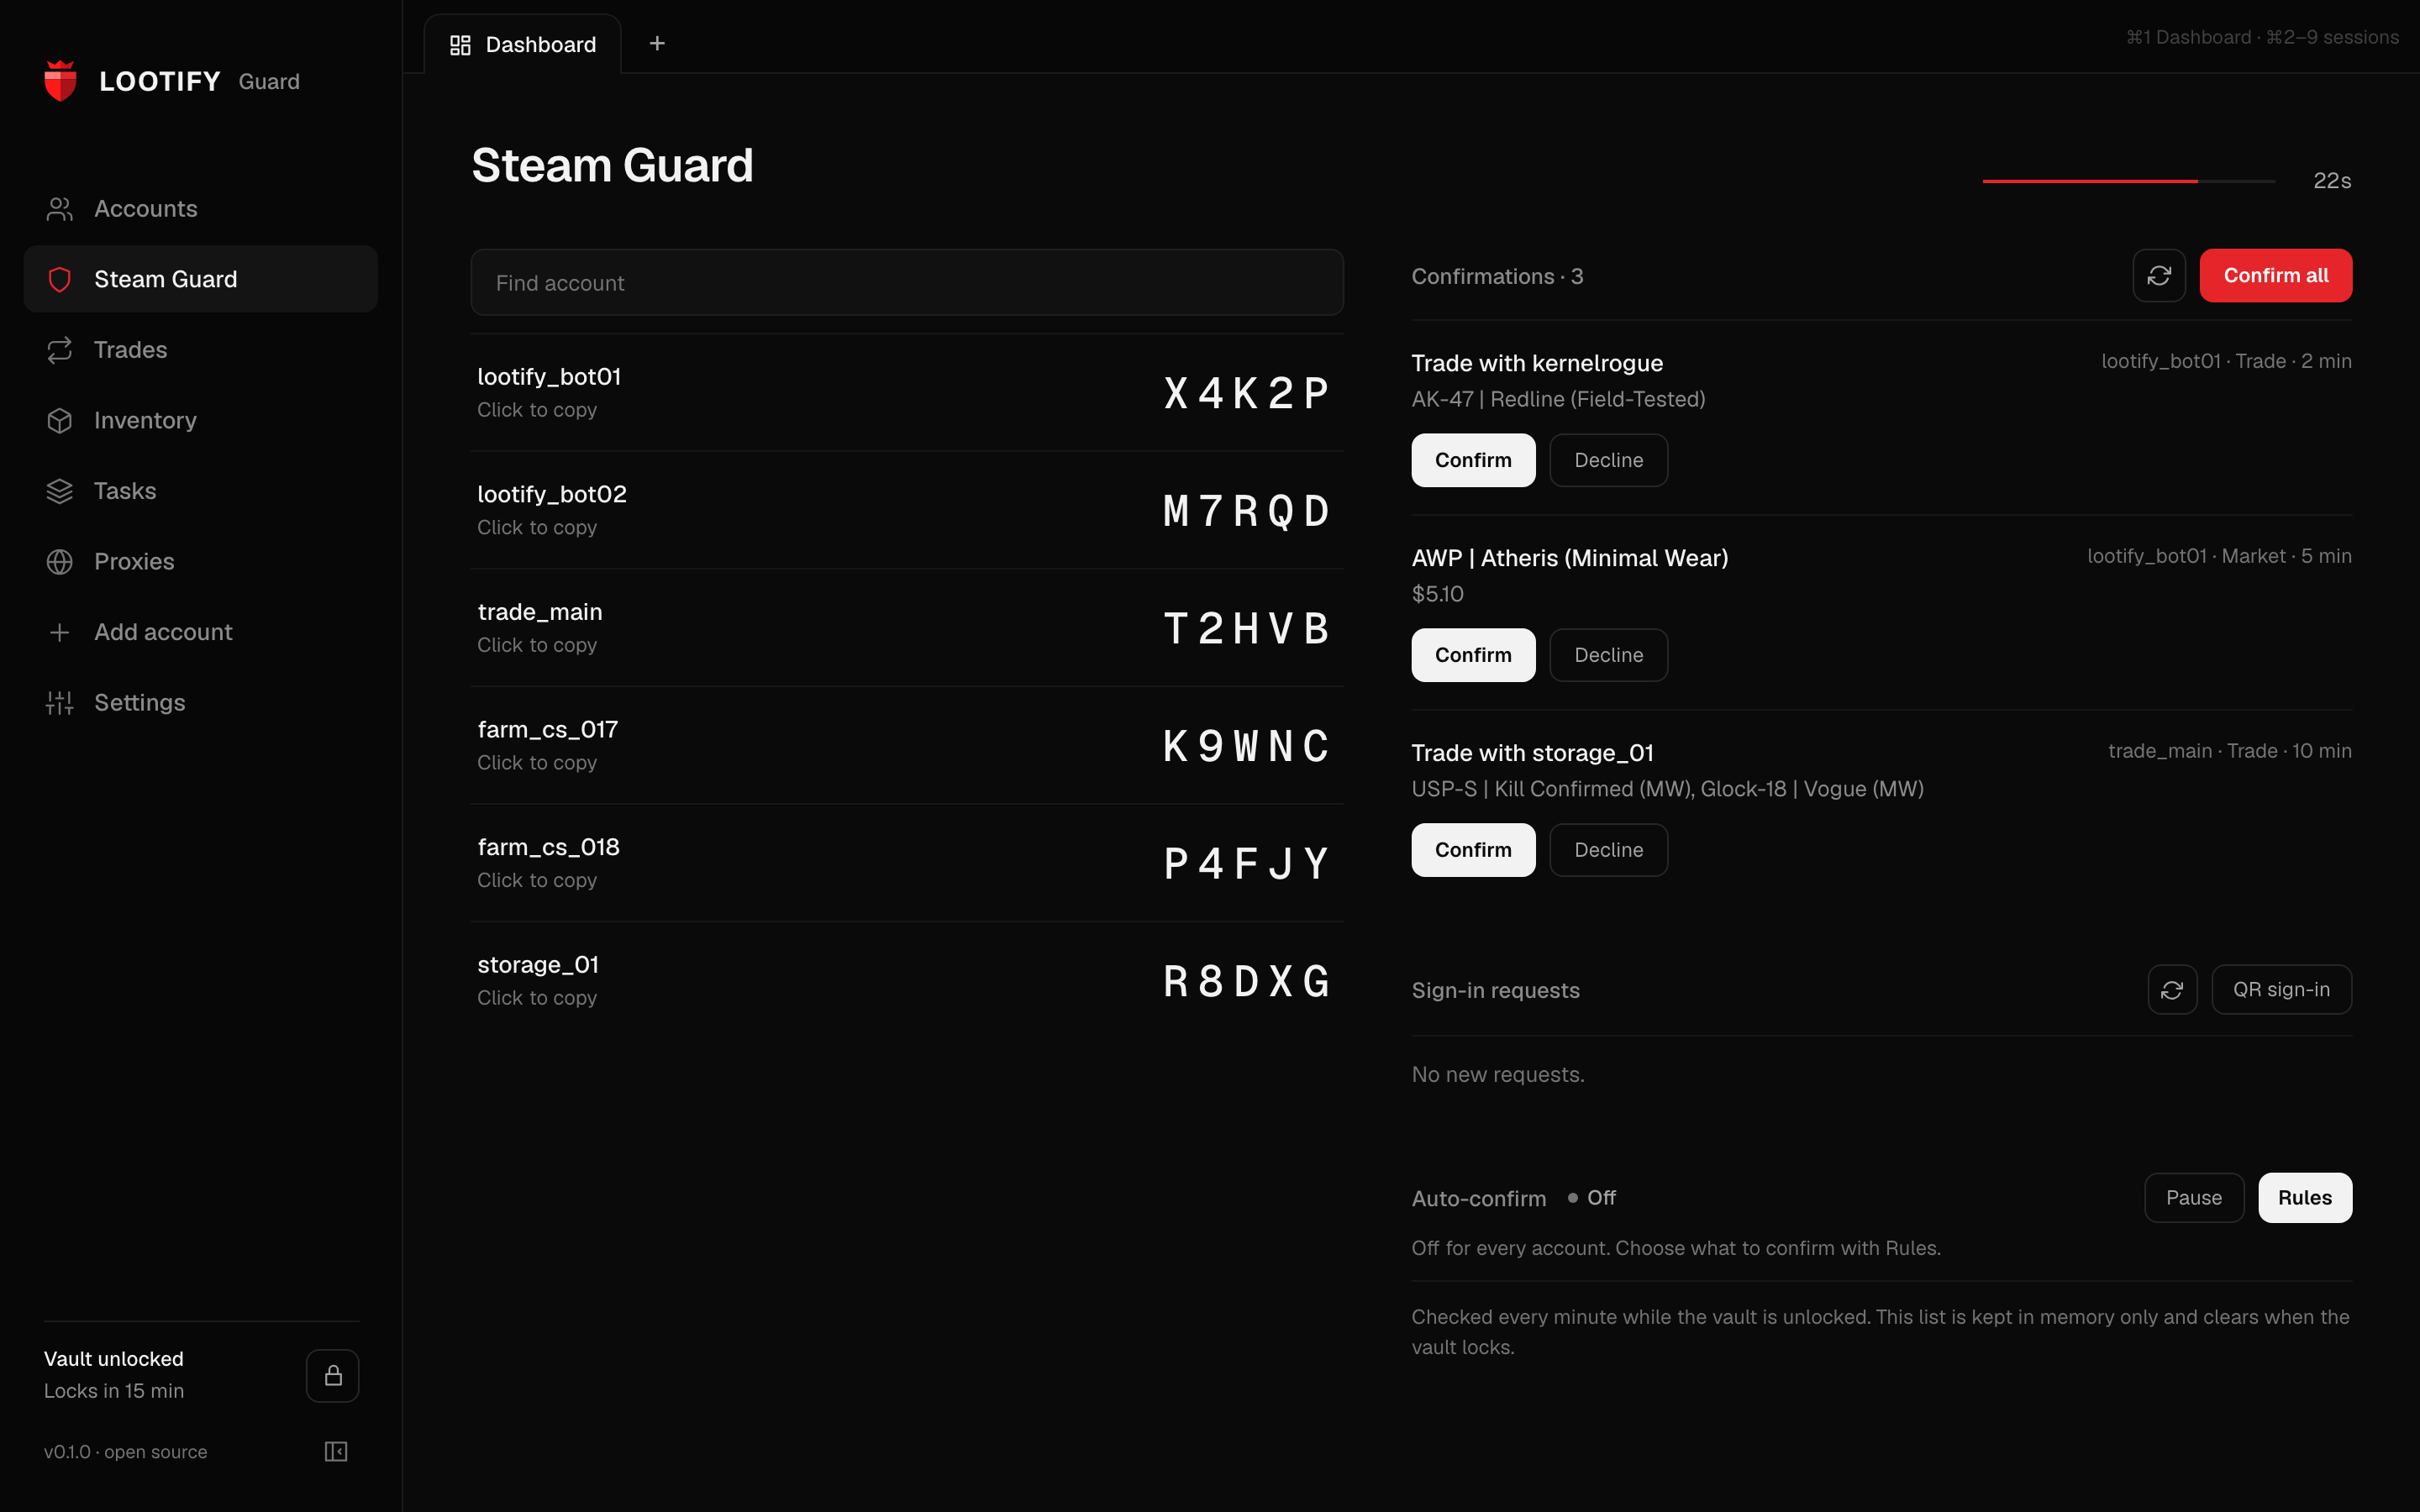 LOOTIFY Guard
Accounts
Steam Guard
Trades
Inventory
Tasks
Proxies
Add account
Settings
Vault unlocked
Locks in 15 min
v0.1.0 · open source
Dashboard
+
⌘1 Dashboard · ⌘2–9 sessions
Steam Guard
22s
Find account
lootify_bot01
Click to copy
X4K2P
lootify_bot02
Click to copy
M7RQD
trade_main
Click to copy
T2HVB
farm_cs_017
Click to copy
K9WNC
farm_cs_018
Click to copy
P4FJY
storage_01
Click to copy
R8DXG
Confirmations · 3
Confirm all
Trade with kernelrogue
lootify_bot01 · Trade · 2 min
AK-47 | Redline (Field-Tested)
Confirm
Decline
AWP | Atheris (Minimal Wear)
lootify_bot01 · Market · 5 min
$5.10
Confirm
Decline
Trade with storage_01
trade_main · Trade · 10 min
USP-S | Kill Confirmed (MW), Glock-18 | Vogue (MW)
Confirm
Decline
Sign-in requests
QR sign-in
No new requests.
Auto-confirm
Off
Pause
Rules
Off for every account. Choose what to confirm with Rules.
Checked every minute while the vault is unlocked. This list is kept in memory only and clears when the
vault locks.